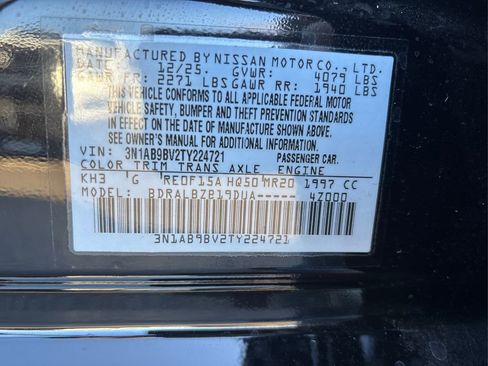 MANUFACTURED BY NISSAN MOTOR CO., LTD.
DATE: 12/25. GVWR: 4079 LBS
GAWR FR: 2271 LBS GAWR RR: 1940 LBS
THIS VEHICLE CONFORMS TO ALL APPLICABLE FEDERAL MOTOR
VEHICLE SAFETY, BUMPER, AND THEFT PREVENTION STANDARDS
IN EFFECT ON THE DATE OF MANUFACTURE SHOWN ABOVE.
SEE OWNER'S MANUAL FOR ADDITIONAL INFORMATION.
VIN: 3N1AB9BV2TY224721 PASSENGER CAR.
COLOR TRIM TRANS AXLE ENGINE
KH3 G RE0F15A HQ50 MR20 1997 CC
MODEL: BDRALBZB19DUA----- 4Z000
3N1AB9BV2TY224721